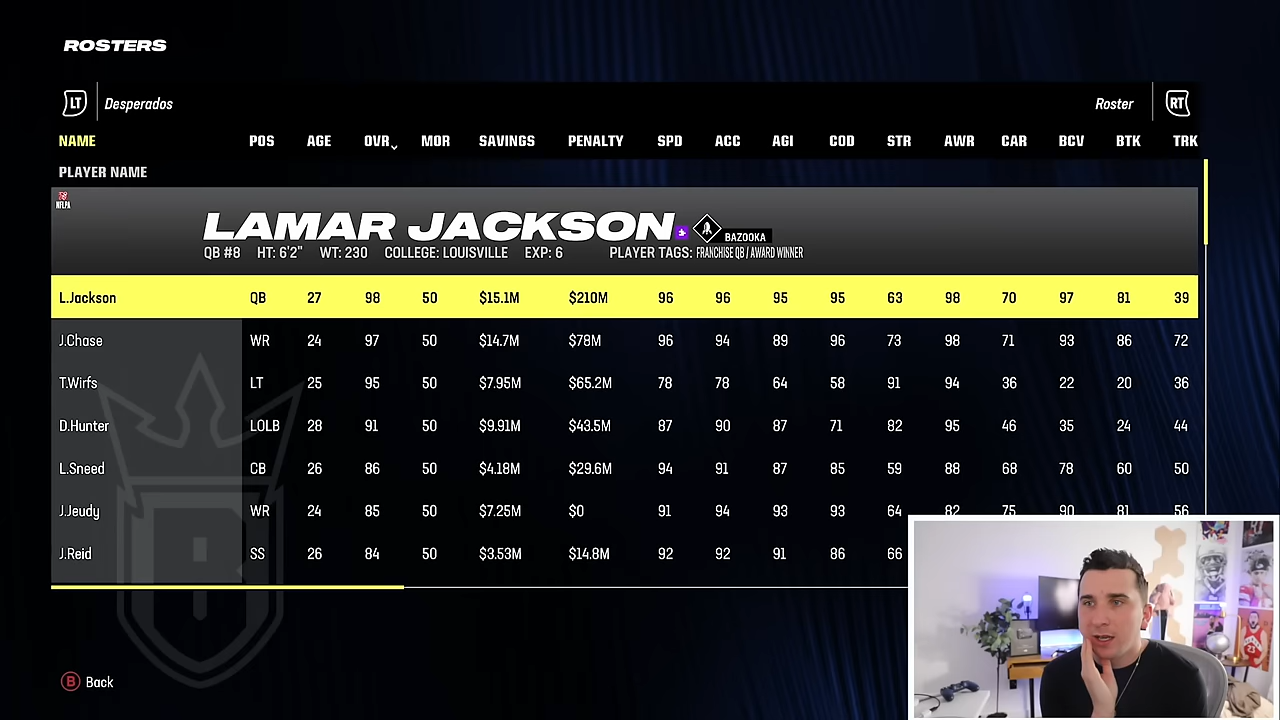 ROSTERS
LT Desperados Roster RT
NAME POS AGE OVR MOR SAVINGS PENALTY SPD ACC AGI COD STR AWR CAR BCV BTK TRK
PLAYER NAME
NFLPA
LAMAR JACKSON BAZOOKA
QB #8 HT: 6'2" WT: 230 COLLEGE: LOUISVILLE EXP: 6 PLAYER TAGS: FRANCHISE QB / AWARD WINNER
L.Jackson QB 27 98 50 $15.1M $210M 96 96 95 95 63 98 70 97 81 39
J.Chase WR 24 97 50 $14.7M $78M 96 94 89 96 73 98 71 93 86 72
T.Wirfs LT 25 95 50 $7.95M $65.2M 78 78 64 58 91 94 36 22 20 36
D.Hunter LOLB 28 91 50 $9.91M $43.5M 87 90 87 71 82 95 46 35 24 44
L.Sneed CB 26 86 50 $4.18M $29.6M 94 91 87 85 59 88 68 78 60 50
J.Jeudy WR 24 85 50 $7.25M $0 91 94 93 93 64 82 75 90 81 56
J.Reid SS 26 84 50 $3.53M $14.8M 92 92 91 86 66
B Back